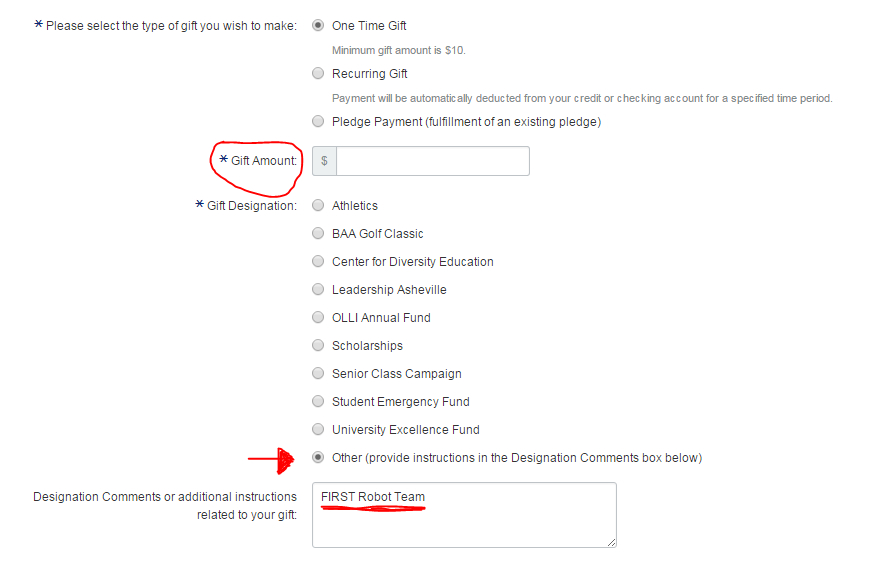 * Please select the type of gift you wish to make: One Time Gift
Minimum gift amount is $10.
Recurring Gift
Payment will be automatically deducted from your credit or checking account for a specified time period.
Pledge Payment (fulfillment of an existing pledge)
* Gift Amount: $
* Gift Designation: Athletics
BAA Golf Classic
Center for Diversity Education
Leadership Asheville
OLLI Annual Fund
Scholarships
Senior Class Campaign
Student Emergency Fund
University Excellence Fund
Other (provide instructions in the Designation Comments box below)
Designation Comments or additional instructions
related to your gift:
FIRST Robot Team